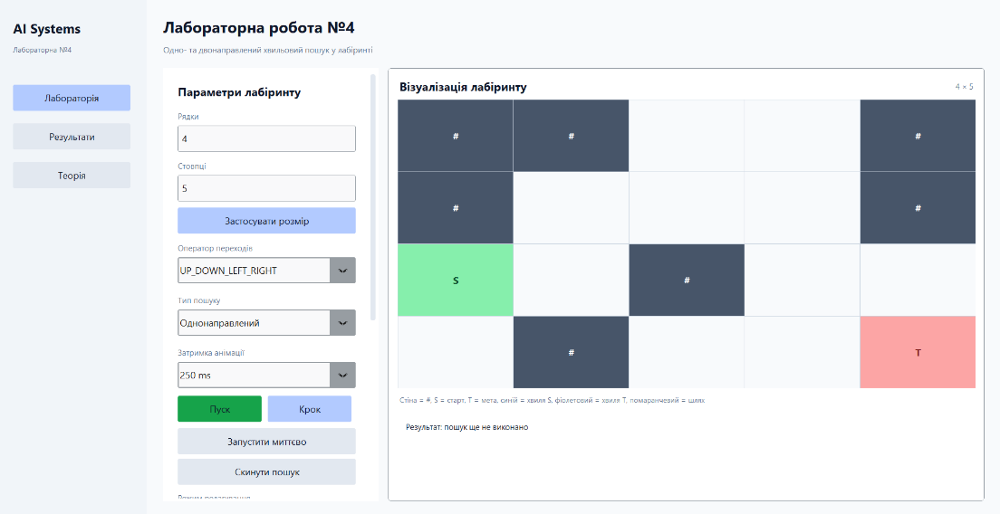 AI Systems
Лабораторна №4
Лабораторія
Результати
Теорія
Лабораторна робота №4
Одно- та двонаправлений хвильовий пошук у лабіринті
Параметри лабіринту
Рядки
4
Стовпці
5
Застосувати розмір
Оператор переходів
UP_DOWN_LEFT_RIGHT
Тип пошуку
Однонаправлений
Затримка анімації
250 ms
Пуск Крок
Запустити миттєво
Скинути пошук
Режим редагування
Візуалізація лабіринту 4 × 5
# # #
# #
S #
# T
Стіна = #, S = старт, T = мета, синій = хвиля S, фіолетовий = хвиля T, помаранчевий = шлях
Результат: пошук ще не виконано